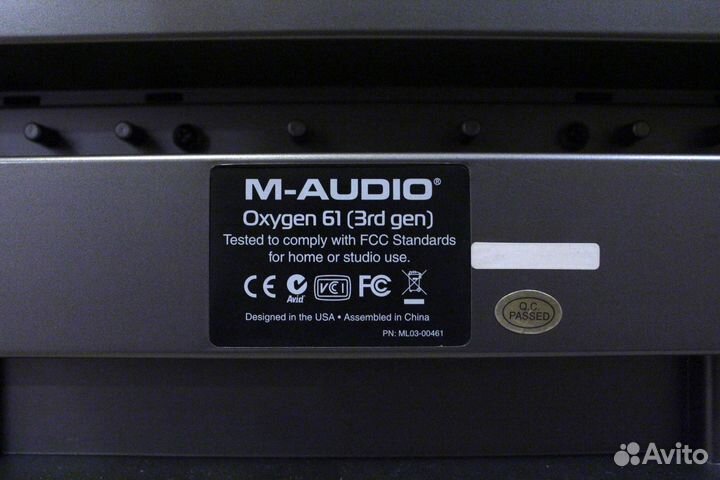 M-AUDIO®
Oxygen 61 (3rd gen)
Tested to comply with FCC Standards
for home or studio use.
CE Avid VCI FC
Designed in the USA • Assembled in China
PN: ML03-00461
Q.C.
PASSED
Avito